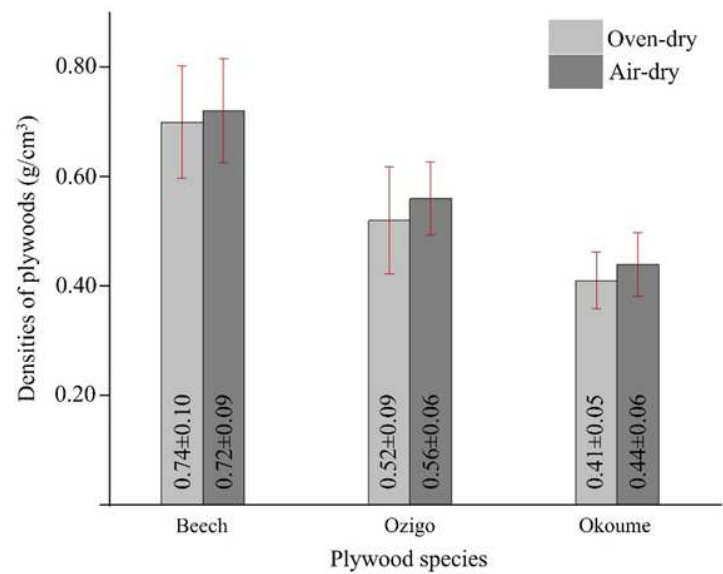 Oven-dry
Air-dry
Densities of plywoods (g/cm³)
0.80
0.60
0.40
0.20
0.74±0.10
0.72±0.09
0.52±0.09
0.56±0.06
0.41±0.05
0.44±0.06
Beech
Ozigo
Okoume
Plywood species